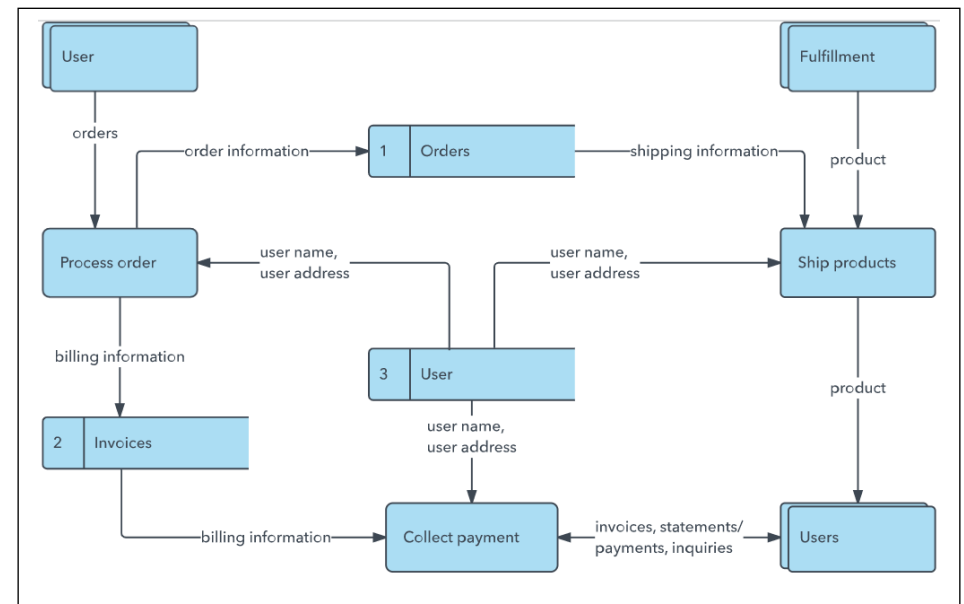 User
Fulfillment
orders
order information
1
Orders
shipping information
product
Process order
user name,
user address
user name,
user address
Ship products
billing information
3
User
product
2
Invoices
user name,
user address
billing information
Collect payment
invoices, statements/
payments, inquiries
Users